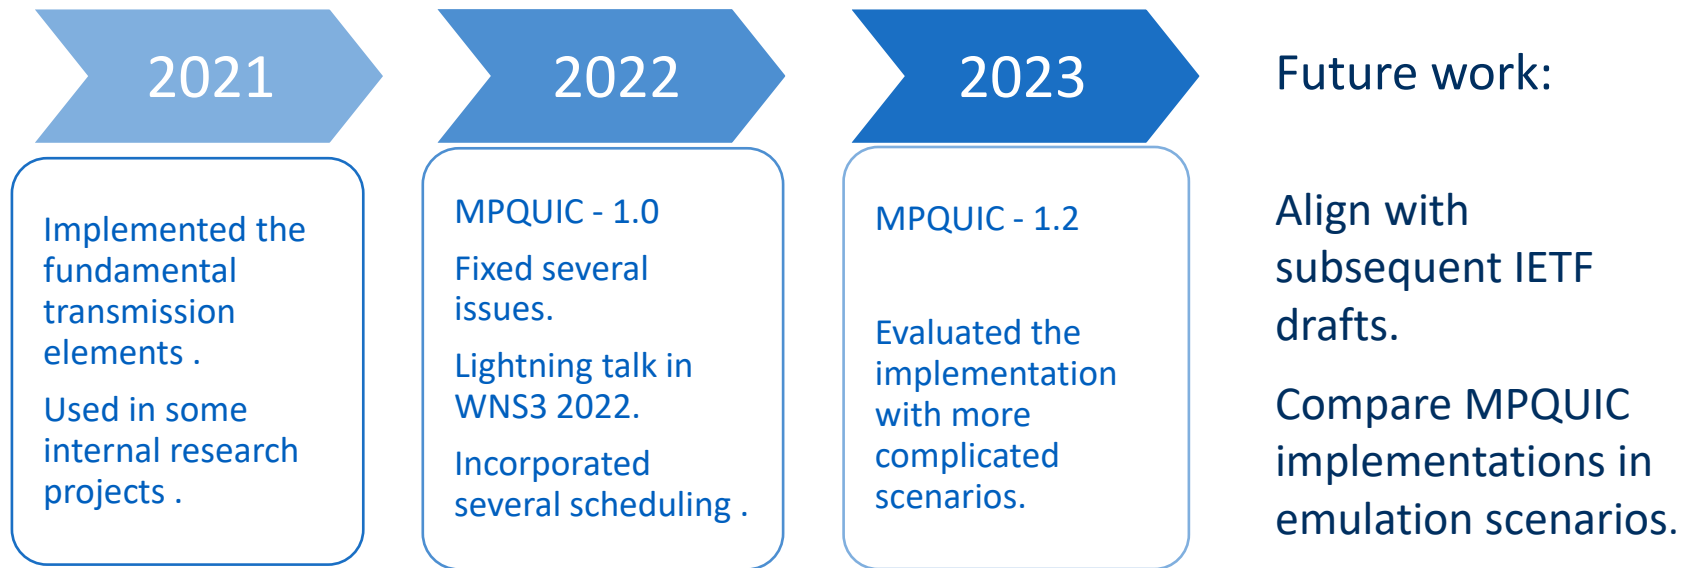 2021
Implemented the
fundamental
transmission
elements .
Used in some
internal research
projects .
2022
MPQUIC - 1.0
Fixed several
issues.
Lightning talk in
WNS3 2022.
Incorporated
several scheduling .
2023
MPQUIC - 1.2
Evaluated the
implementation
with more
complicated
scenarios.
Future work:
Align with
subsequent IETF
drafts.
Compare MPQUIC
implementations in
emulation scenarios.